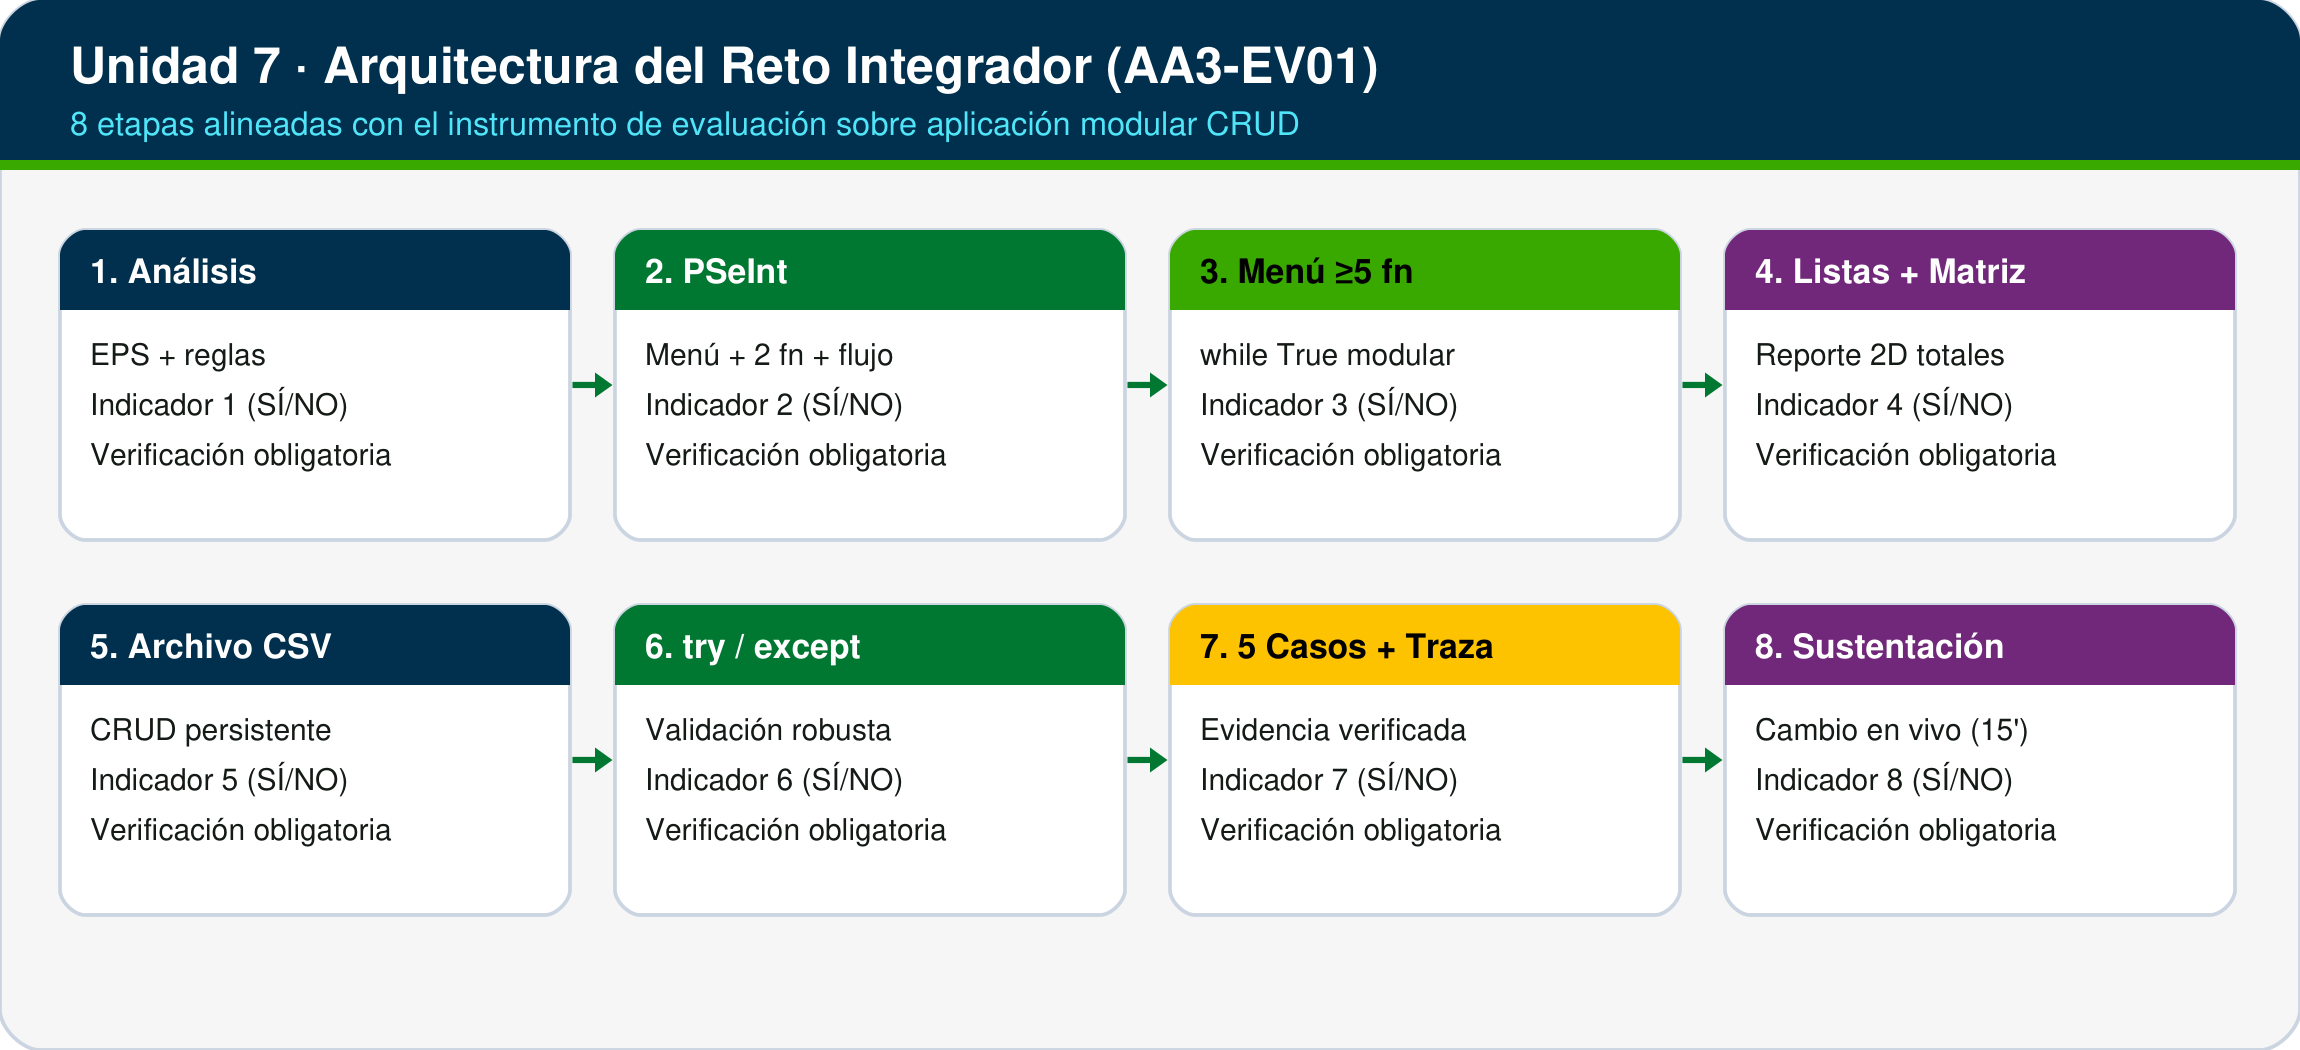 Unidad 7 · Arquitectura del Reto Integrador (AA3-EV01)
8 etapas alineadas con el instrumento de evaluación sobre aplicación modular CRUD
1. Análisis
EPS + reglas
Indicador 1 (SÍ/NO)
Verificación obligatoria
2. PSeInt
Menú + 2 fn + flujo
Indicador 2 (SÍ/NO)
Verificación obligatoria
3. Menú ≥5 fn
while True modular
Indicador 3 (SÍ/NO)
Verificación obligatoria
4. Listas + Matriz
Reporte 2D totales
Indicador 4 (SÍ/NO)
Verificación obligatoria
5. Archivo CSV
CRUD persistente
Indicador 5 (SÍ/NO)
Verificación obligatoria
6. try / except
Validación robusta
Indicador 6 (SÍ/NO)
Verificación obligatoria
7. 5 Casos + Traza
Evidencia verificada
Indicador 7 (SÍ/NO)
Verificación obligatoria
8. Sustentación
Cambio en vivo (15')
Indicador 8 (SÍ/NO)
Verificación obligatoria